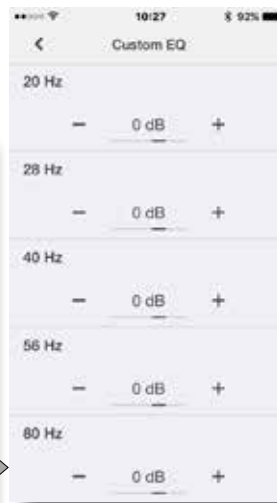 10:27 92%
Custom EQ
20 Hz
− 0 dB +
28 Hz
− 0 dB +
40 Hz
− 0 dB +
56 Hz
− 0 dB +
80 Hz
− 0 dB +